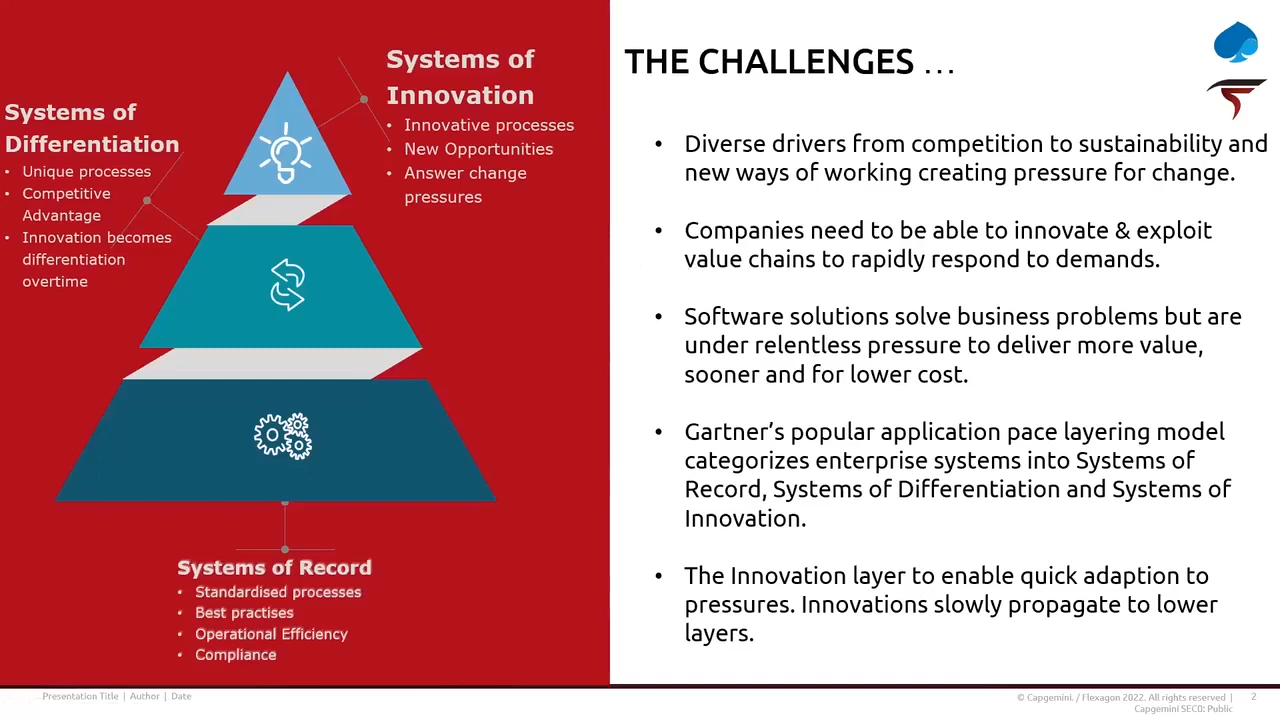 Systems of
Innovation
• Innovative processes
• New Opportunities
• Answer change
pressures
Systems of
Differentiation
• Unique processes
• Competitive
Advantage
• Innovation becomes
differentiation
overtime
Systems of Record
• Standardised processes
• Best practises
• Operational Efficiency
• Compliance
THE CHALLENGES …
• Diverse drivers from competition to sustainability and
new ways of working creating pressure for change.
• Companies need to be able to innovate & exploit
value chains to rapidly respond to demands.
• Software solutions solve business problems but are
under relentless pressure to deliver more value,
sooner and for lower cost.
• Gartner’s popular application pace layering model
categorizes enterprise systems into Systems of
Record, Systems of Differentiation and Systems of
Innovation.
• The Innovation layer to enable quick adaption to
pressures. Innovations slowly propagate to lower
layers.
Presentation Title | Author | Date
© Capgemini. / Flexagon 2022. All rights reserved | 2
Capgemini SEC0: Public